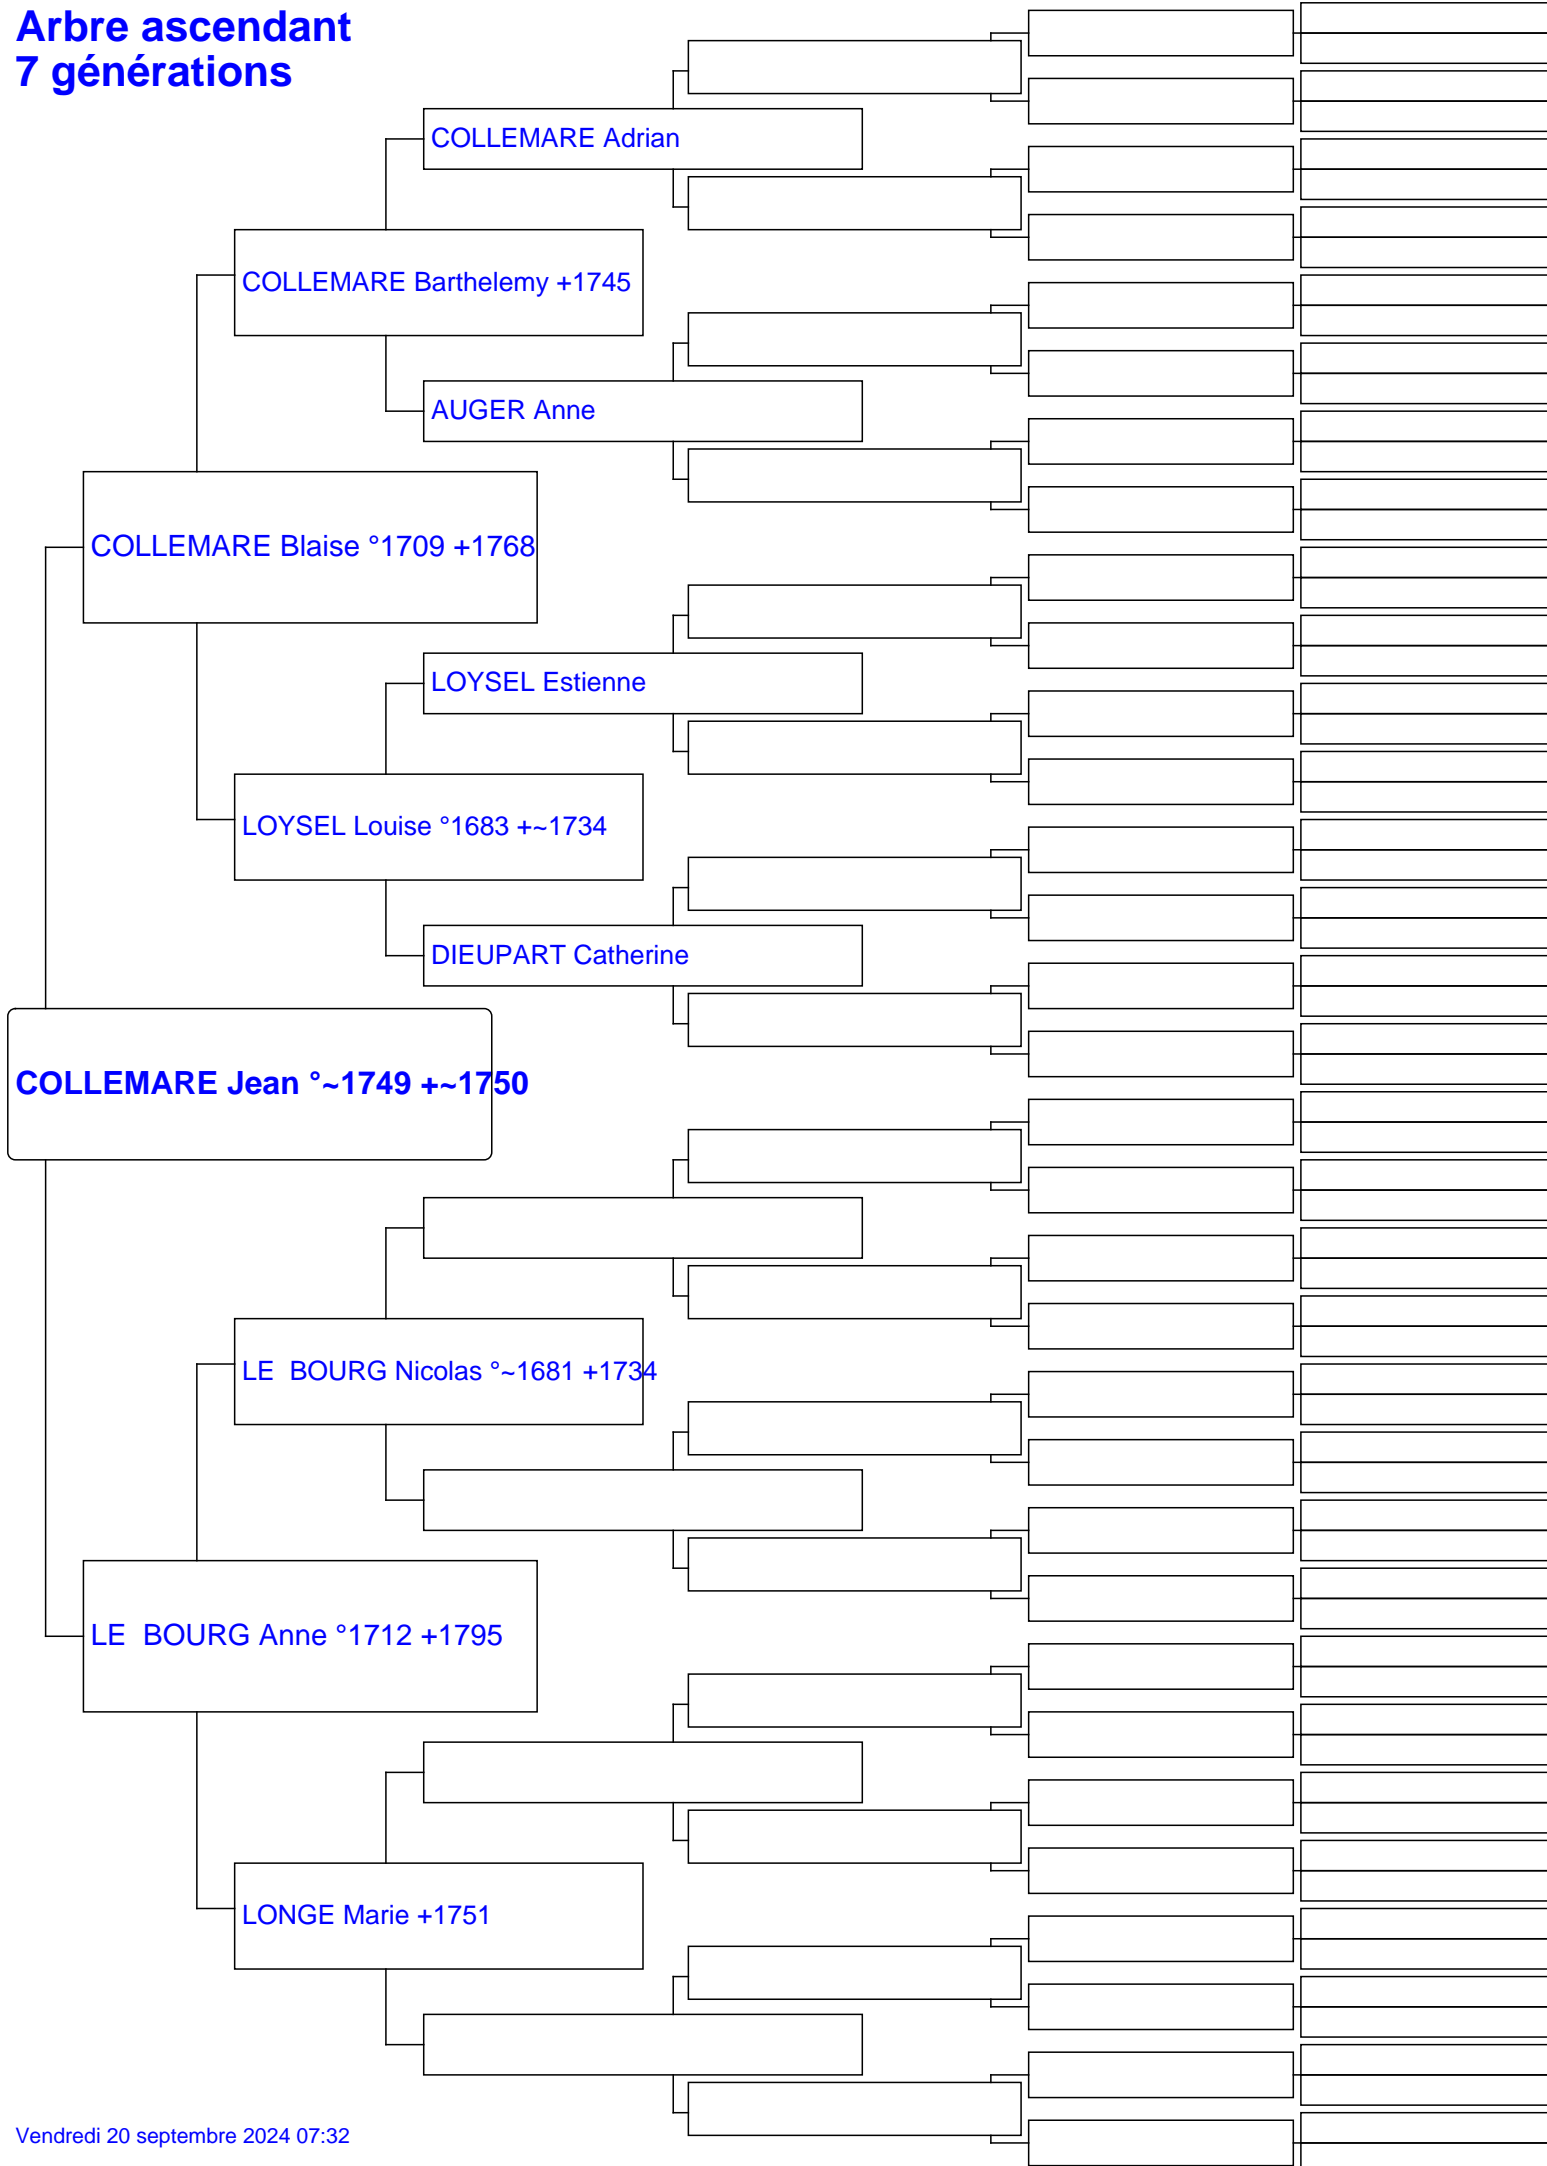 Arbre ascendant
7 générations
COLLEMARE Adrian
COLLEMARE Barthelemy +1745
AUGER Anne
COLLEMARE Blaise °1709 +1768
LOYSEL Estienne
LOYSEL Louise °1683 +~1734
DIEUPART Catherine
COLLEMARE Jean °~1749 +~1750
LE  BOURG Nicolas °~1681 +1734
LE  BOURG Anne °1712 +1795
LONGE Marie +1751
Vendredi 20 septembre 2024 07:32